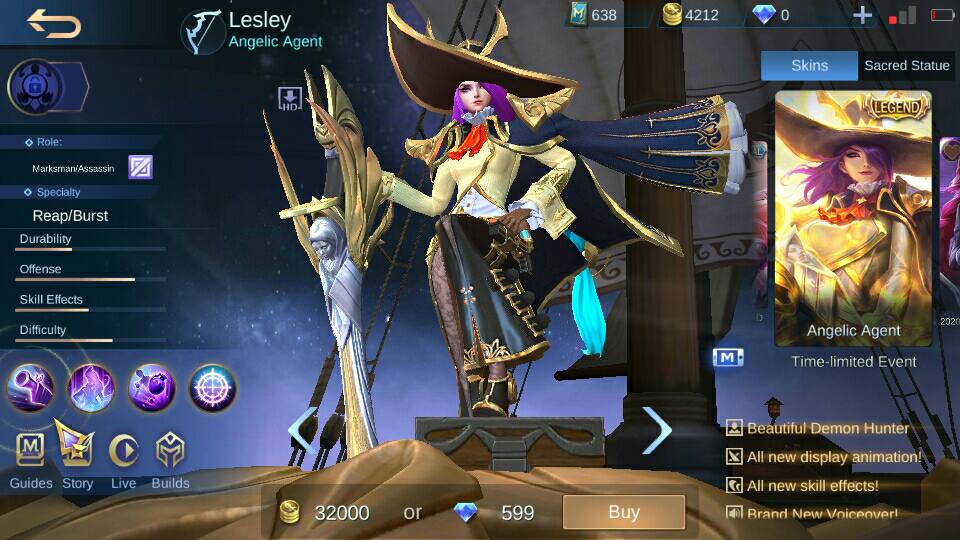 Lesley
Angelic Agent
638
4212
0
HD
Skins
Sacred Statue
LEGEND
Role:
Marksman/Assassin
Specialty
Reap/Burst
Durability
Offense
Skill Effects
Difficulty
Angelic Agent
Time-limited Event
2020
M
Beautiful Demon Hunter
All new display animation!
All new skill effects!
Brand New Voiceover!
M
Guides
Story
Live
Builds
32000
or
599
Buy